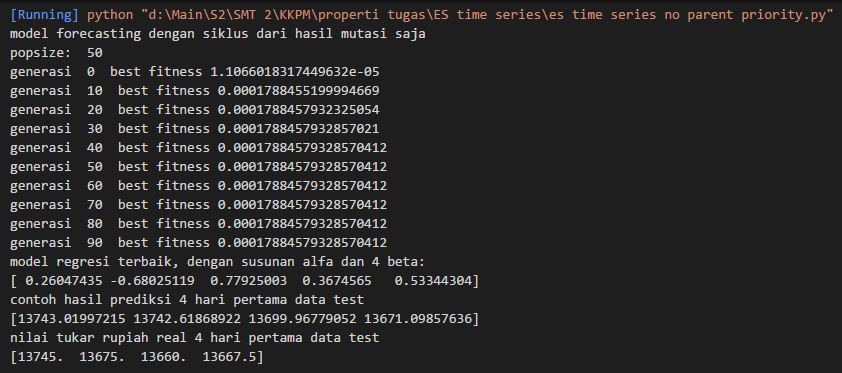 [Running] python "d:\Main\S2\SMT 2\KKPM\properti tugas\ES time series\es time series no parent priority.py"
model forecasting dengan siklus dari hasil mutasi saja
popsize:  50
generasi  0  best fitness 1.1066018317449632e-05
generasi  10  best fitness 0.0001788455199994669
generasi  20  best fitness 0.0001788457932325054
generasi  30  best fitness 0.0001788457932857021
generasi  40  best fitness 0.00017884579328570412
generasi  50  best fitness 0.00017884579328570412
generasi  60  best fitness 0.00017884579328570412
generasi  70  best fitness 0.00017884579328570412
generasi  80  best fitness 0.00017884579328570412
generasi  90  best fitness 0.00017884579328570412
model regresi terbaik, dengan susunan alfa dan 4 beta:
[ 0.26047435 -0.68025119  0.77925003  0.3674565   0.53344304]
contoh hasil prediksi 4 hari pertama data test
[13743.01997215 13742.61868922 13699.96779052 13671.09857636]
nilai tukar rupiah real 4 hari pertama data test
[13745.  13675.  13660.  13667.5]